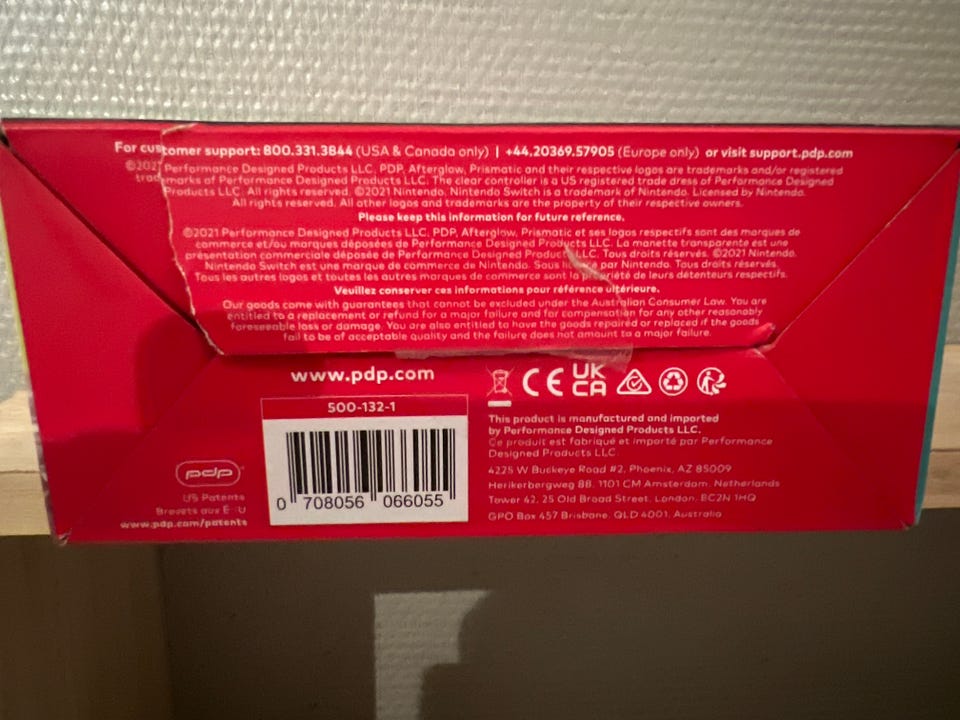 For customer support: 800.331.3844 (USA & Canada only) | +44.20369.57905 (Europe only) or visit support.pdp.com
©2021 Performance Designed Products LLC. PDP, Afterglow, Prismatic and their respective logos are trademarks and/or registered
trademarks of Performance Designed Products LLC. The clear controller is a US registered trade dress of Performance Designed
Products LLC. All rights reserved. ©2021 Nintendo. Nintendo Switch is a trademark of Nintendo. Licensed by Nintendo.
All rights reserved. All other logos and trademarks are the property of their respective owners.
Please keep this information for future reference.
©2021 Performance Designed Products LLC. PDP, Afterglow, Prismatic et ses logos respectifs sont des marques de
commerce et/ou marques déposées de Performance Designed Products LLC. La manette transparente est une
présentation commerciale déposée de Performance Designed Products LLC. Tous droits réservés. ©2021 Nintendo.
Nintendo Switch est une marque de commerce de Nintendo. Sous licence par Nintendo. Tous droits réservés.
Tous les autres logos et toutes les autres marques de commerce sont la propriété de leurs détenteurs respectifs.
Veuillez conserver ces informations pour référence ultérieure.
Our goods come with guarantees that cannot be excluded under the Australian Consumer Law. You are
entitled to a replacement or refund for a major failure and for compensation for any other reasonably
foreseeable loss or damage. You are also entitled to have the goods repaired or replaced if the goods
fail to be of acceptable quality and the failure does not amount to a major failure.
www.pdp.com
CE UK CA
500-132-1
0 708056 066055
pdp
US Patents
Brevets aux É-U
www.pdp.com/patents
This product is manufactured and imported
by Performance Designed Products LLC.
Ce produit est fabriqué et importé par Performance
Designed Products LLC.
4225 W Buckeye Road #2, Phoenix, AZ 85009
Herikerbergweg 88, 1101 CM Amsterdam, Netherlands
Tower 42, 25 Old Broad Street, London, EC2N 1HQ
GPO Box 457 Brisbane, QLD 4001, Australia